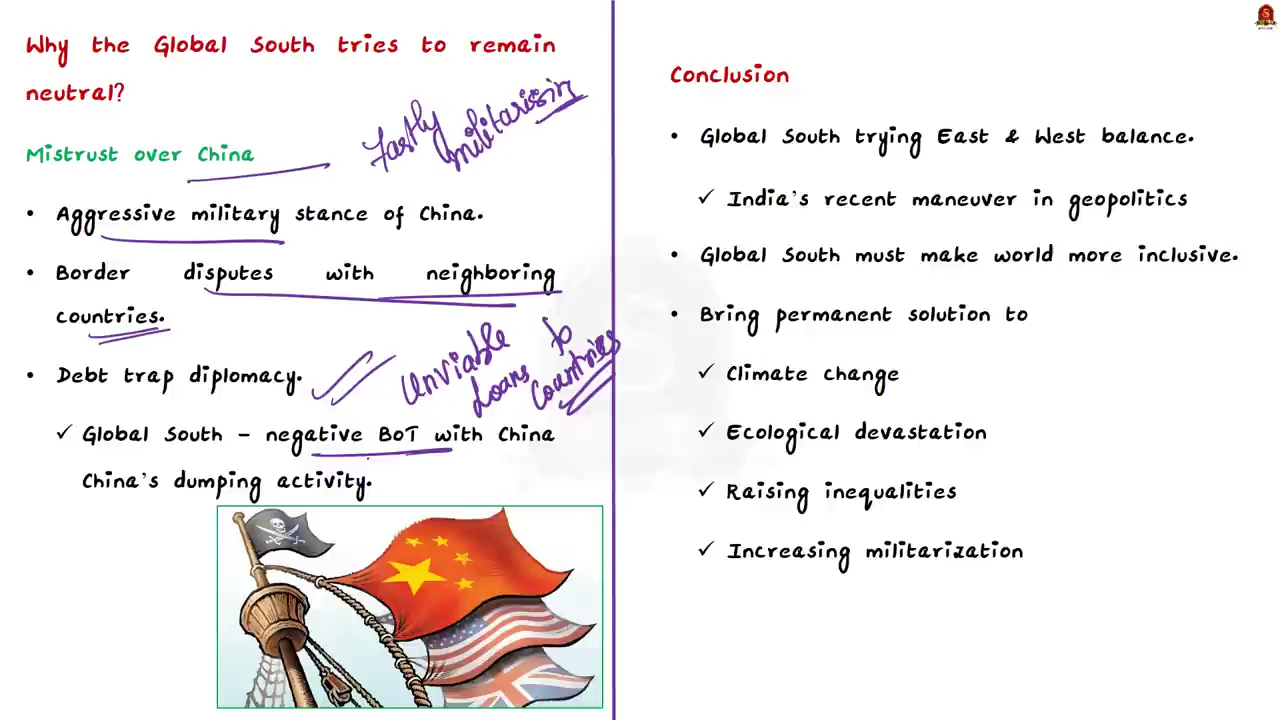 Why the Global South tries to remain
neutral?
Mistrust over China
fastly
militarising
• Aggressive military stance of China.
• Border disputes with neighboring
countries.
• Debt trap diplomacy.
Unviable
Loans to
Countries
✓ Global South – negative BoT with China
China's dumping activity.
Conclusion
• Global South trying East & West balance.
✓ India's recent maneuver in geopolitics
• Global South must make world more inclusive.
• Bring permanent solution to
✓ Climate change
✓ Ecological devastation
✓ Raising inequalities
✓ Increasing militarization